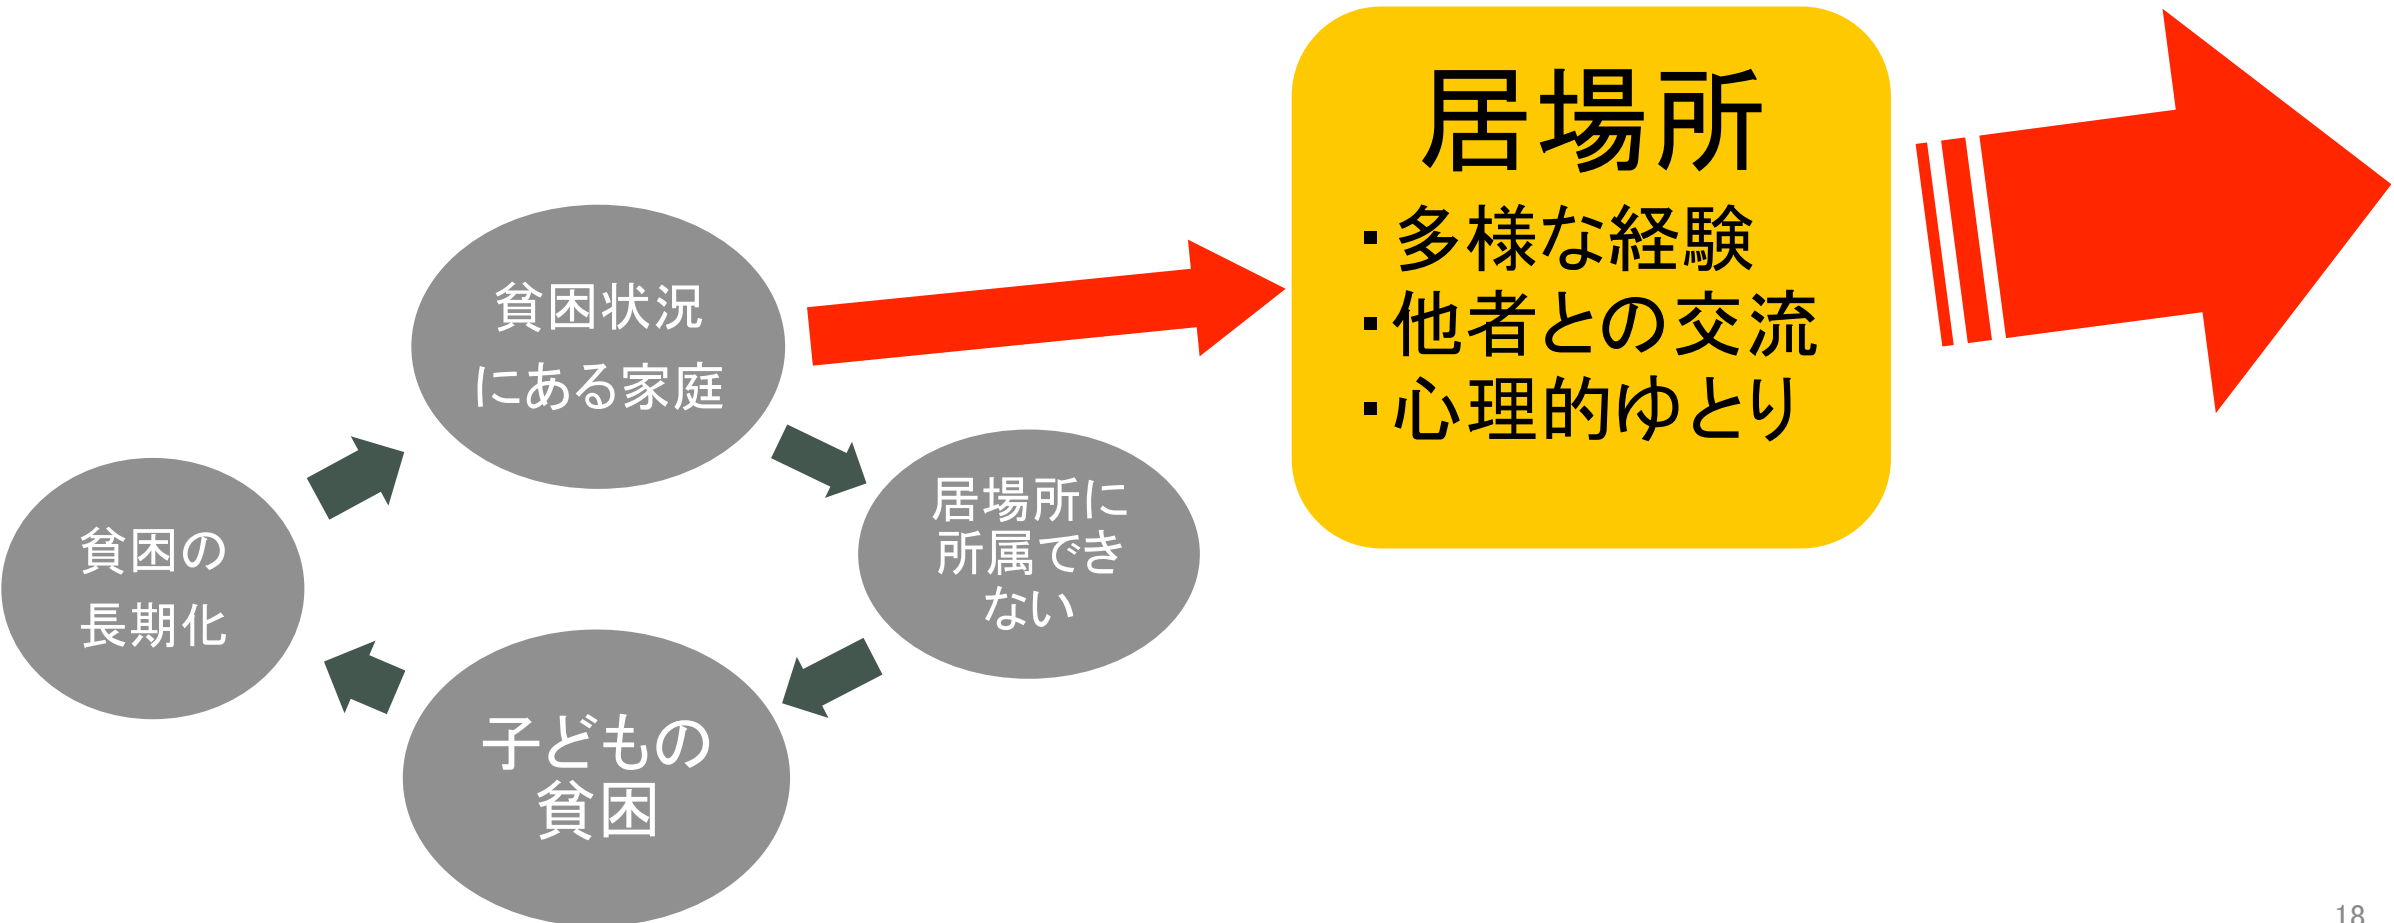 居場所
▪多様な経験
▪他者との交流
▪心理的ゆとり
貧困状況
にある家庭
居場所に
所属でき
ない
子どもの
貧困
貧困の
長期化
18